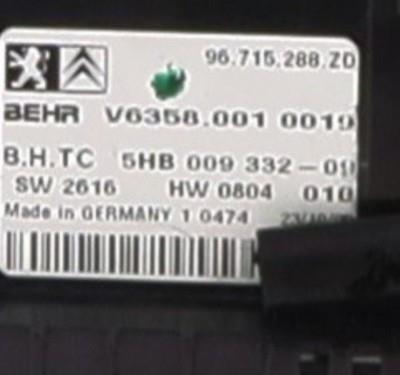 96.715.288.ZD
BEHR V6358.001 0019
B.H.TC 5HB 009 332-01
SW 2616 HW 0804 010
Made in GERMANY 1 0474